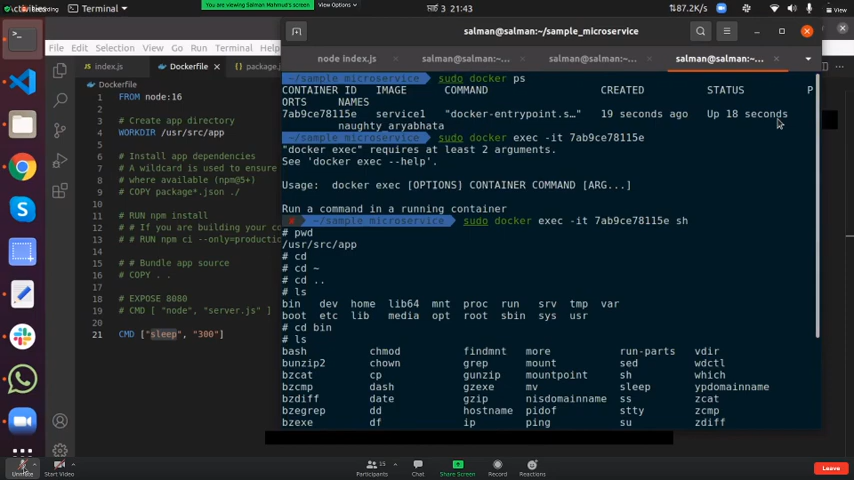 Activities
Terminal
You are viewing Salman Mahmud's screen
View Options
3 21:43
87.2K/s
View
salman@salman:~/sample_microservice
File Edit Selection View Go Run Terminal Help
node index.js
salman@salman:~...
salman@salman:~...
salman@salman:~...
index.js
Dockerfile
package.
Dockerfile
1 FROM node:16
2
3 # Create app directory
4 WORKDIR /usr/src/app
5
6 # Install app dependencies
7 # A wildcard is used to ensure
8 # where available (npm@5+)
9 # COPY package*.json ./
10
11 # RUN npm install
12 # If you are building your co
13 # RUN npm ci --only=productio
14
15 # # Bundle app source
16 # COPY . .
17
18 # EXPOSE 8080
19 # CMD [ "node", "server.js" ]
20
21 CMD ["sleep", "300"]
~/sample_microservice sudo docker ps
CONTAINER ID IMAGE COMMAND CREATED STATUS P
ORTS NAMES
7ab9ce78115e service1 "docker-entrypoint.s…" 19 seconds ago Up 18 seconds
naughty_aryabhata
~/sample_microservice sudo docker exec -it 7ab9ce78115e
"docker exec" requires at least 2 arguments.
See 'docker exec --help'.
Usage: docker exec [OPTIONS] CONTAINER COMMAND [ARG...]
Run a command in a running container
~/sample_microservice sudo docker exec -it 7ab9ce78115e sh
# pwd
/usr/src/app
# cd
# cd ~
# cd ..
# ls
bin dev home lib64 mnt proc run srv tmp var
boot etc lib media opt root sbin sys usr
# cd bin
# ls
bash chmod findmnt more run-parts vdir
bunzip2 chown grep mount sed wdctl
bzcat cp gunzip mountpoint sh which
bzcmp dash gzexe mv sleep ypdomainname
bzdiff date gzip nisdomainname ss zcat
bzegrep dd hostname pidof stty zcmp
bzexe df ip ping su zdiff
Unmute
Start Video
15
Participants
Chat
Share Screen
Record
Reactions
Leave